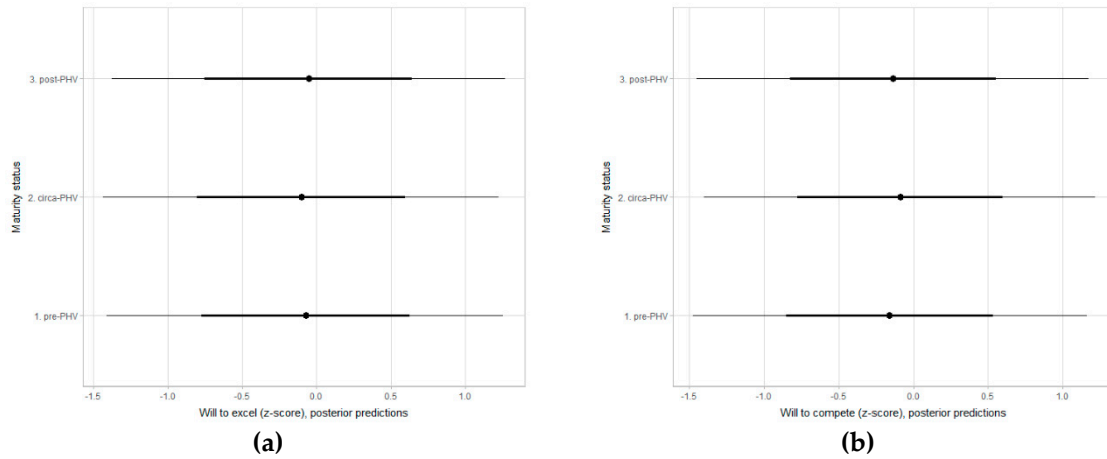 3. post-PHV
2. circa-PHV
1. pre-PHV
Maturity status
-1.5 -1.0 -0.5 0.0 0.5 1.0
Will to excel (z-score), posterior predictions
(a)
3. post-PHV
2. circa-PHV
1. pre-PHV
Maturity status
-1.5 -1.0 -0.5 0.0 0.5 1.0
Will to compete (z-score), posterior predictions
(b)